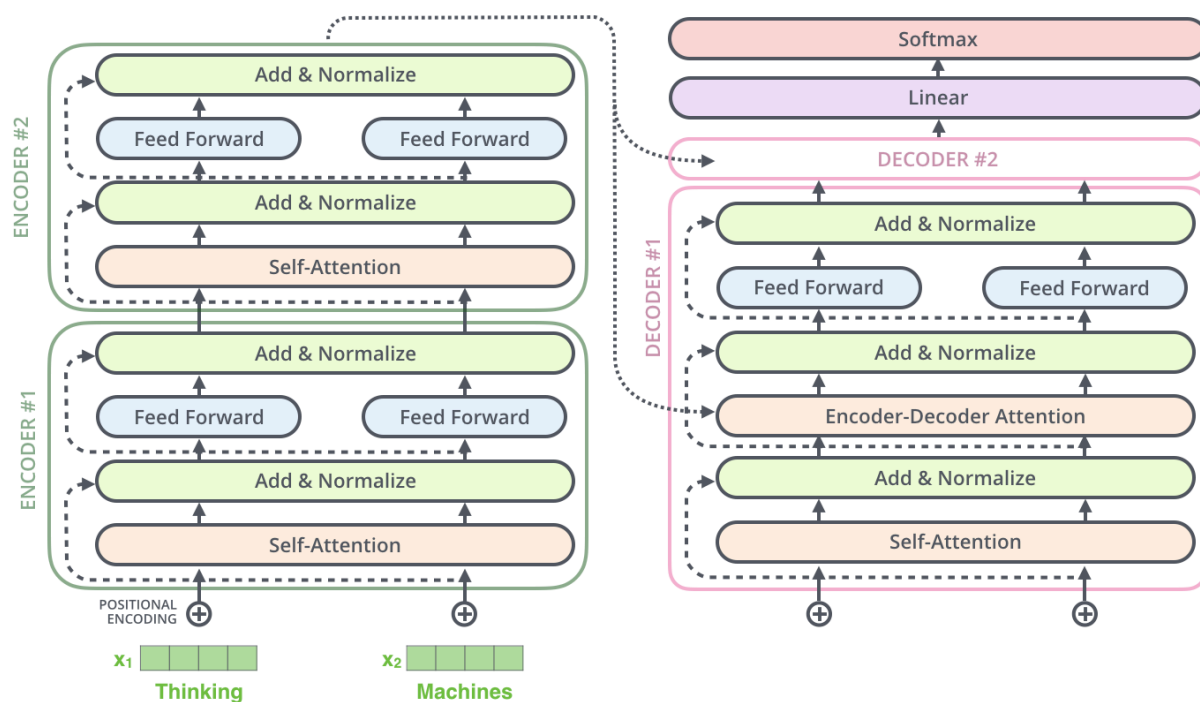 ENCODER #2
Add & Normalize
Feed Forward
Feed Forward
Add & Normalize
Self-Attention
ENCODER #1
Add & Normalize
Feed Forward
Feed Forward
Add & Normalize
Self-Attention
POSITIONAL
ENCODING
x₁
x₂
Thinking
Machines
Softmax
Linear
DECODER #2
DECODER #1
Add & Normalize
Feed Forward
Feed Forward
Add & Normalize
Encoder-Decoder Attention
Add & Normalize
Self-Attention